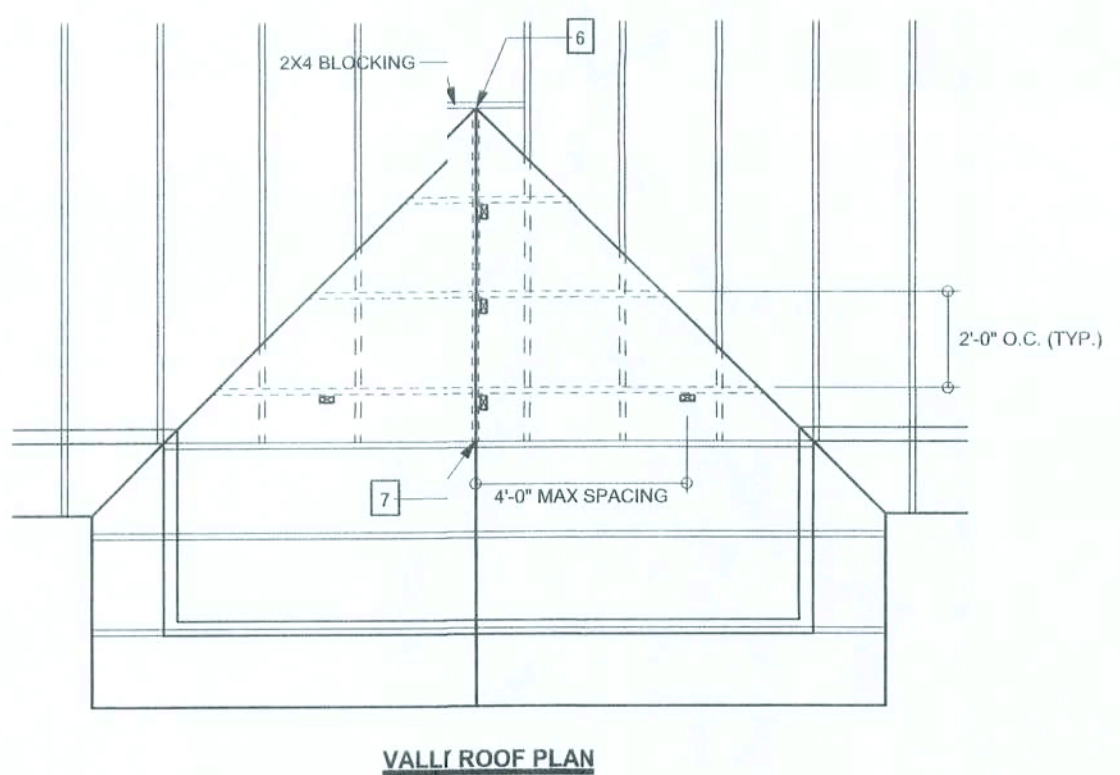 6
2X4 BLOCKING
2'-0" O.C. (TYP.)
7
4'-0" MAX SPACING
ROOF PLAN